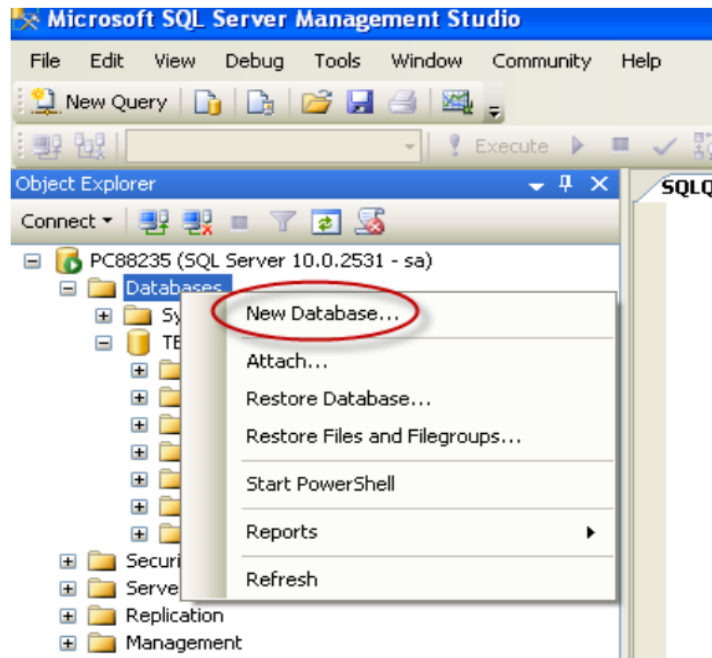 Microsoft SQL Server Management Studio
File Edit View Debug Tools Window Community Help
New Query
Execute
Object Explorer
SQLQ
Connect
PC88235 (SQL Server 10.0.2531 - sa)
Databases
New Database...
Attach...
Restore Database...
Restore Files and Filegroups...
Start PowerShell
Reports
Refresh
Securi
Serve
Replication
Management